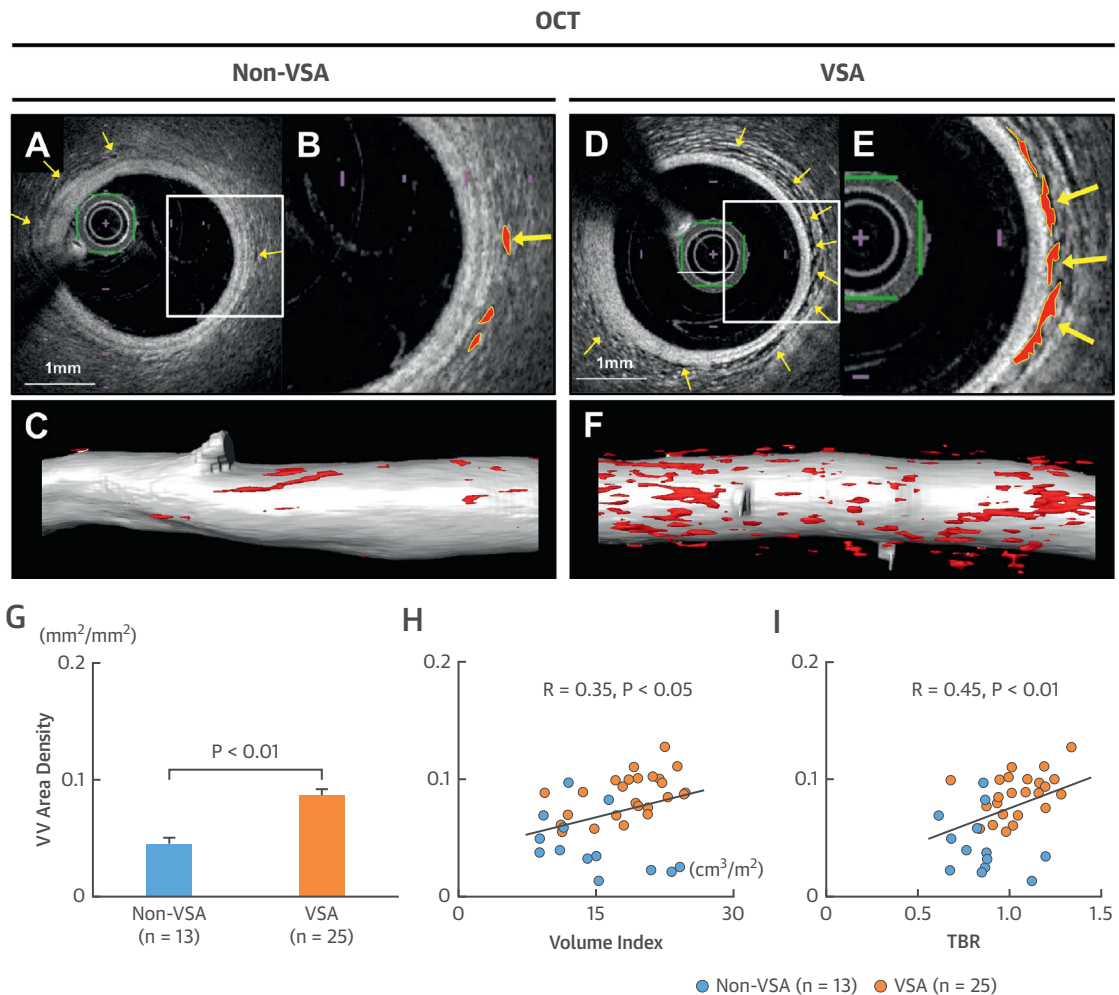 OCT
Non-VSA
VSA
A
B
1mm
D
E
1mm
C
F
G
(mm²/mm²)
0.2
0.1
0
VV Area Density
P < 0.01
Non-VSA
(n = 13)
VSA
(n = 25)
H
0.2
0.1
0
R = 0.35, P < 0.05
(cm³/m²)
0
15
30
Volume Index
I
0.2
0.1
0
R = 0.45, P < 0.01
0
0.5
1.0
1.5
TBR
Non-VSA (n = 13) VSA (n = 25)